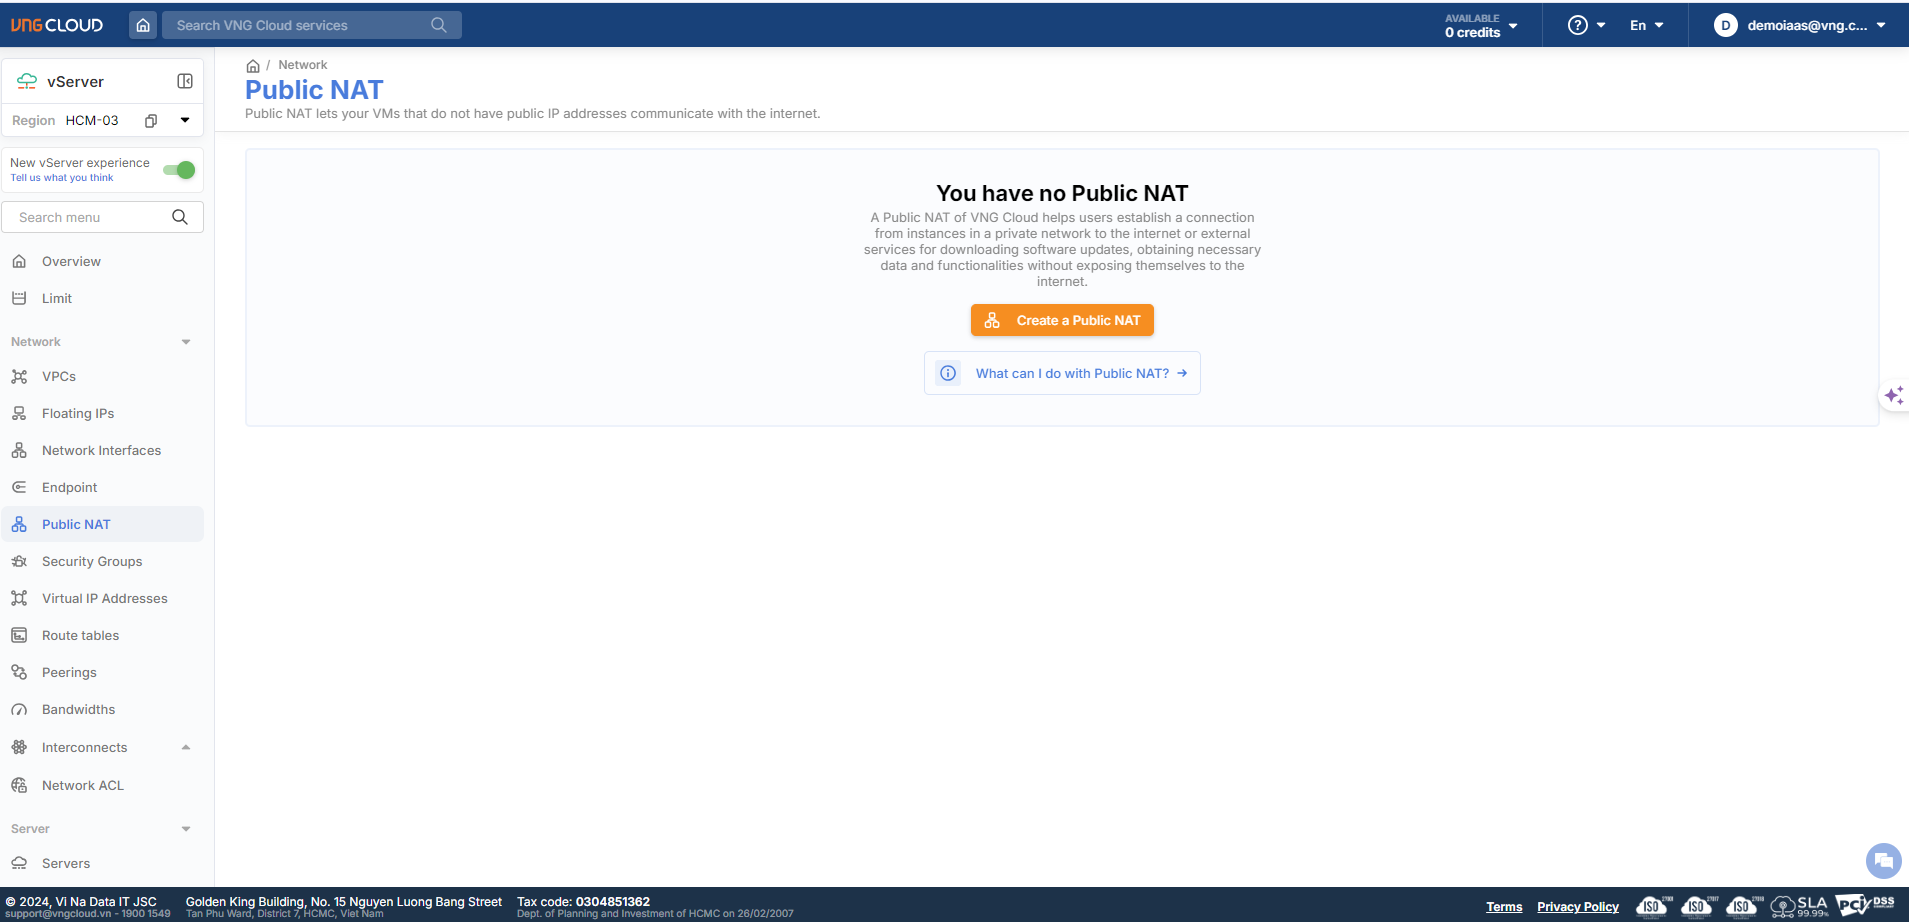 VNG CLOUD
Search VNG Cloud services
AVAILABLE
0 credits
En
D
demoiaas@vng.c...
vServer
Region HCM-03
New vServer experience
Tell us what you think
Search menu
Overview
Limit
Network
VPCs
Floating IPs
Network Interfaces
Endpoint
Public NAT
Security Groups
Virtual IP Addresses
Route tables
Peerings
Bandwidths
Interconnects
Network ACL
Server
Servers
/ Network
Public NAT
Public NAT lets your VMs that do not have public IP addresses communicate with the internet.
You have no Public NAT
A Public NAT of VNG Cloud helps users establish a connection
from instances in a private network to the internet or external
services for downloading software updates, obtaining necessary
data and functionalities without exposing themselves to the
internet.
Create a Public NAT
What can I do with Public NAT? →
© 2024, Vi Na Data IT JSC
support@vngcloud.vn - 1900 1549
Golden King Building, No. 15 Nguyen Luong Bang Street
Tan Phu Ward, District 7, HCMC, Viet Nam
Tax code: 0304851362
Dept. of Planning and Investment of HCMC on 26/02/2007
Terms
Privacy Policy
ISO
ISO
ISO
SLA
99.99%
PCI DSS